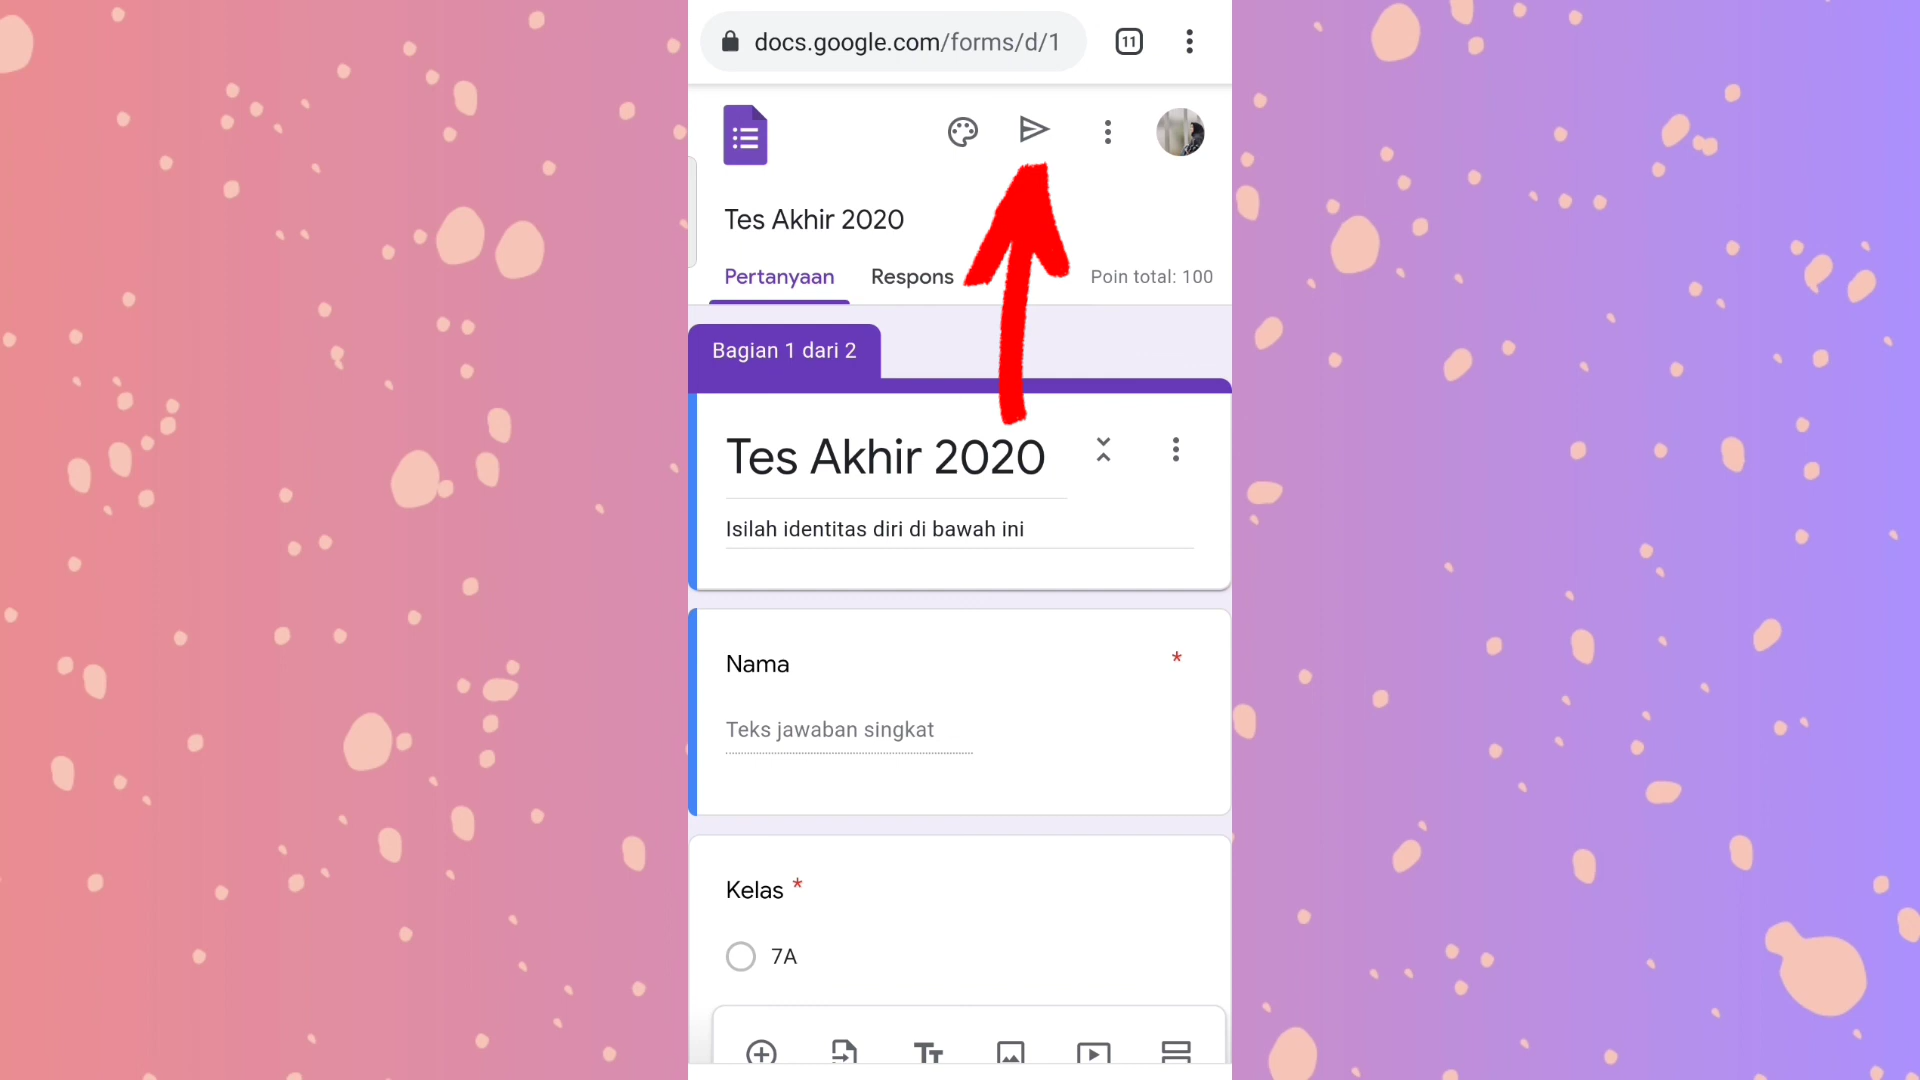 docs.google.com/forms/d/1
11
Tes Akhir 2020
Pertanyaan Respons Poin total: 100
Bagian 1 dari 2
Tes Akhir 2020
Isilah identitas diri di bawah ini
Nama *
Teks jawaban singkat
Kelas *
7A
Tт